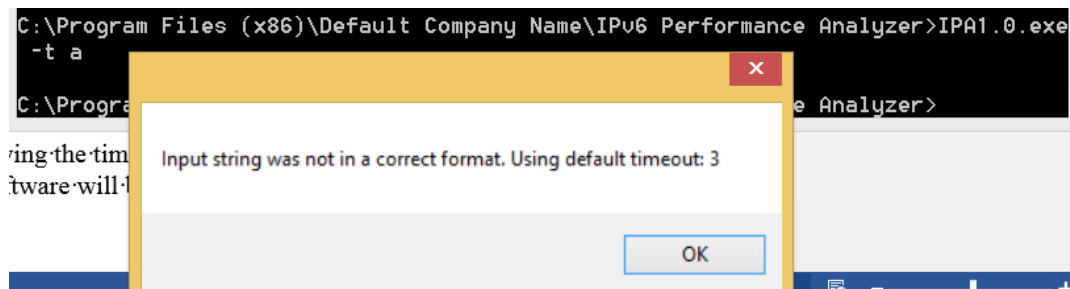 C:\Program Files (x86)\Default Company Name\IPv6 Performance Analyzer>IPA1.0.exe
-t a
C:\Progra
e Analyzer>
ying·the·tim
ftware·will·
Input string was not in a correct format. Using default timeout: 3
OK